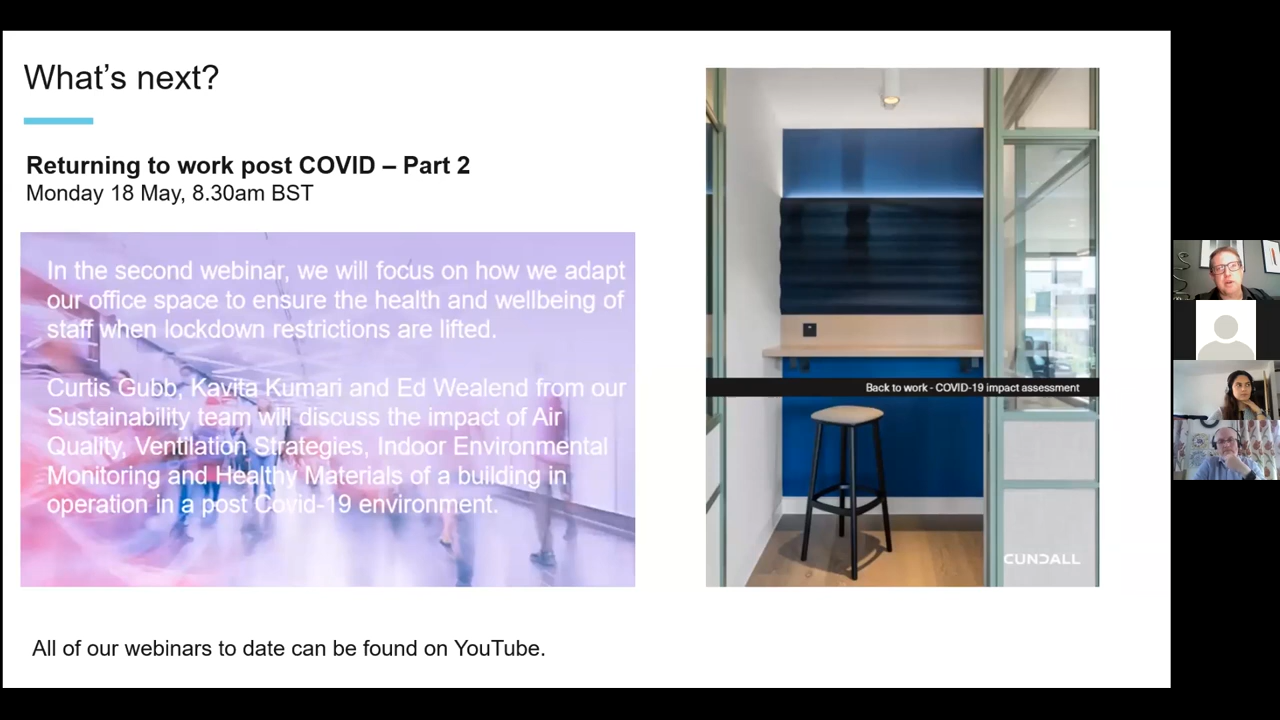 What’s next?
Returning to work post COVID – Part 2
Monday 18 May, 8.30am BST
In the second webinar, we will focus on how we adapt
our office space to ensure the health and wellbeing of
staff when lockdown restrictions are lifted.
Curtis Gubb, Kavita Kumari and Ed Wealend from our
Sustainability team will discuss the impact of Air
Quality, Ventilation Strategies, Indoor Environmental
Monitoring and Healthy Materials of a building in
operation in a post Covid-19 environment.
Back to work - COVID-19 impact assessment
CUNDALL
All of our webinars to date can be found on YouTube.